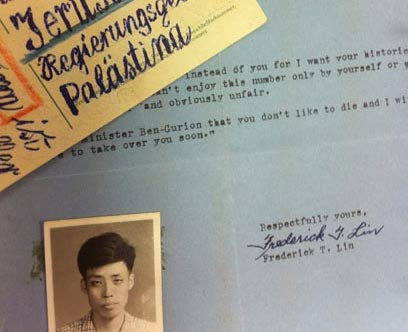 Jerus
Regierungsge
Palästina
instead of you for I want your historic
n't enjoy this number only by yourself or
and obviously unfair.
inister Ben-Gurion that you don't like to die and I wi
to take over you soon."
Respectfully yours,
Frederick T. Lin
Frederick T. Lin